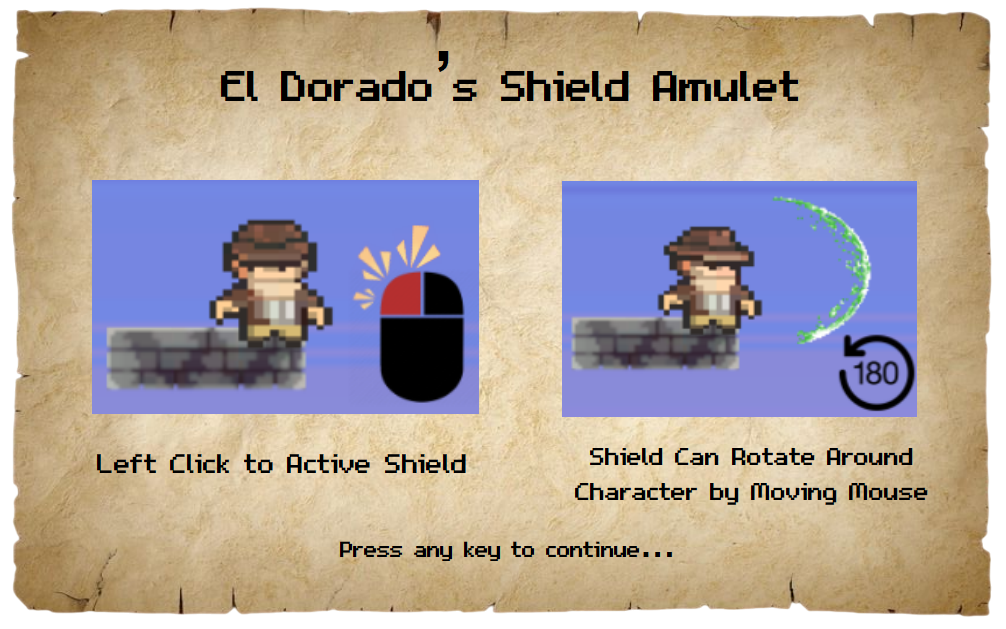 El Dorado's Shield Amulet
180
Left Click to Active Shield
Shield Can Rotate Around
Character by Moving Mouse
Press any key to continue...